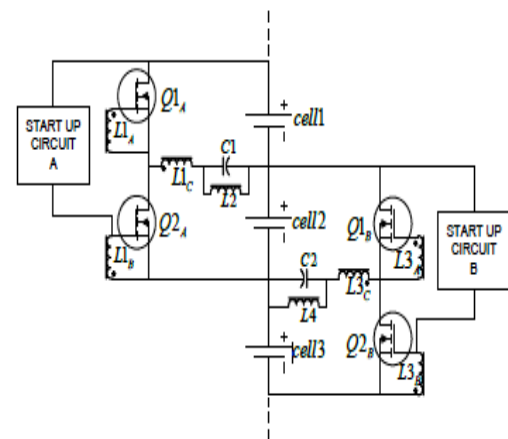 START UP
CIRCUIT
A
Q1A
L1A
C1
L1C
L2
+
cell1
-
Q2A
L1B
+
cell2
-
Q1B
L3A
START UP
CIRCUIT
B
C2
L3C
L4
+
cell3
-
Q2B
L3B